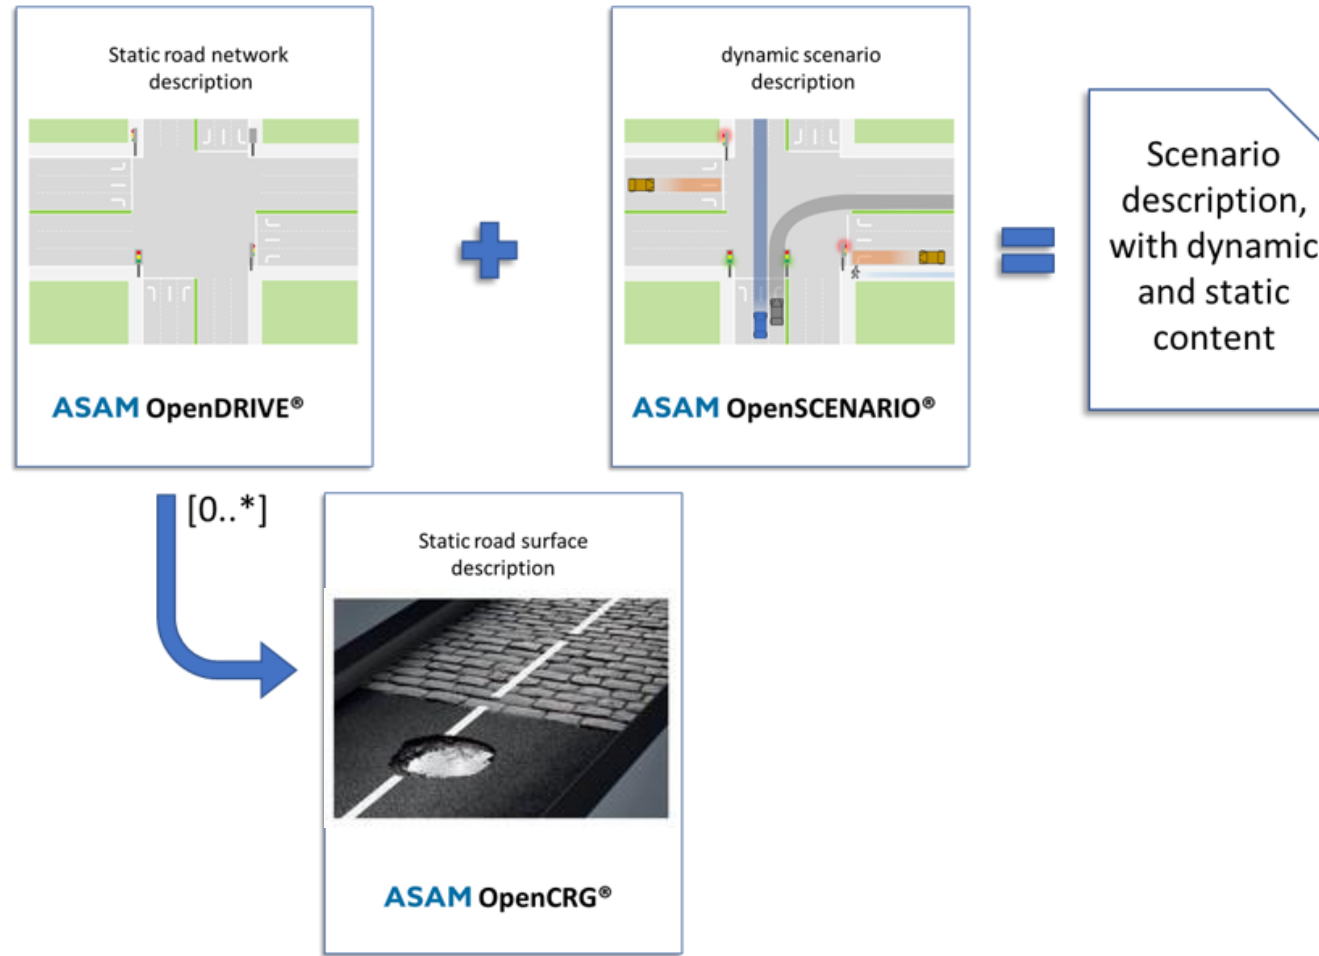 Static road network
description
ASAM OpenDRIVE®
dynamic scenario
description
ASAM OpenSCENARIO®
Scenario
description,
with dynamic
and static
content
[0..*]
Static road surface
description
ASAM OpenCRG®